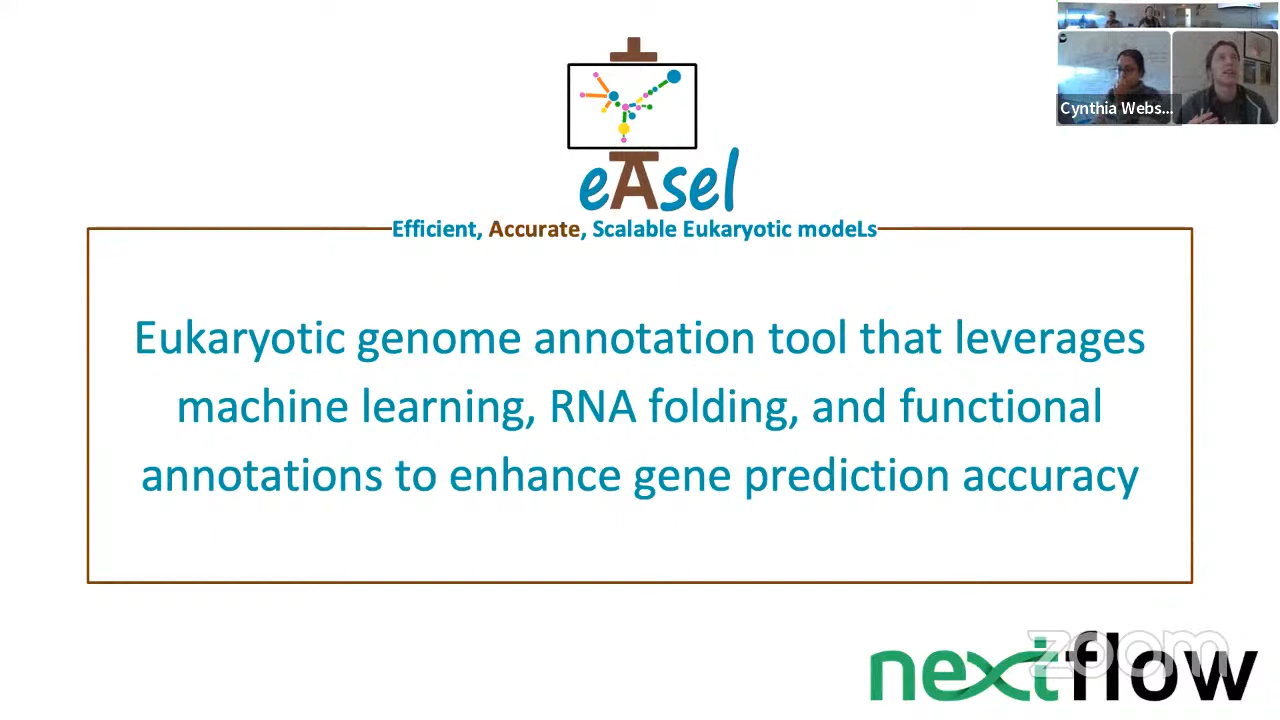 Cynthia Webs...
eAsel
Efficient, Accurate, Scalable Eukaryotic modeLs
Eukaryotic genome annotation tool that leverages
machine learning, RNA folding, and functional
annotations to enhance gene prediction accuracy
zoom
nextflow